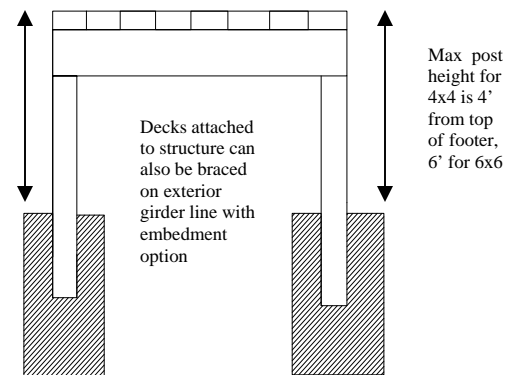 Max post
height for
4x4 is 4’
from top
of footer,
6’ for 6x6
Decks attached
to structure can
also be braced
on exterior
girder line with
embedment
option